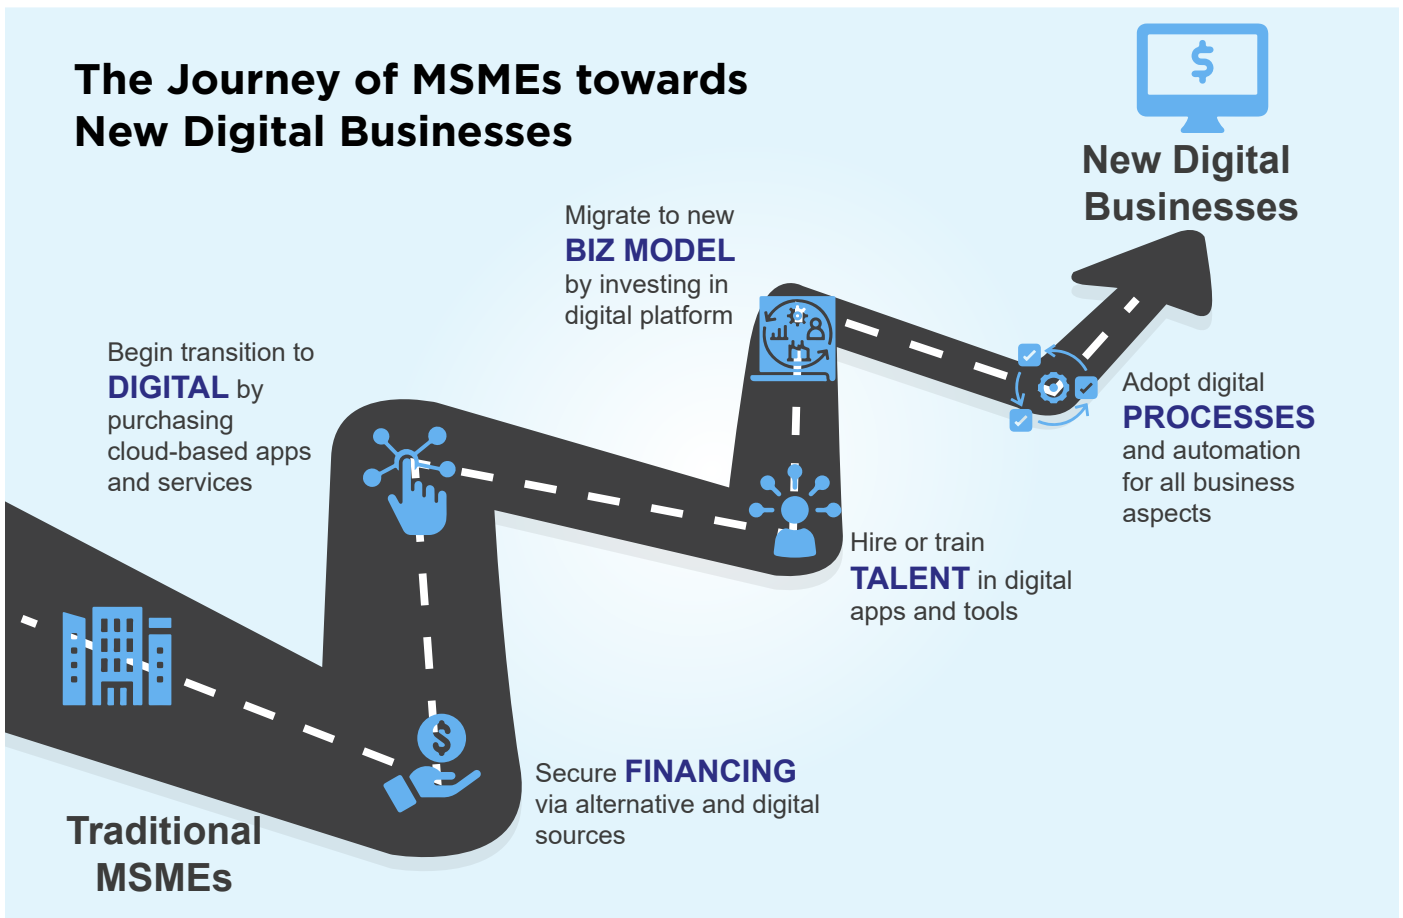 The Journey of MSMEs towards
New Digital Businesses
$
New Digital
Businesses
Migrate to new
BIZ MODEL
by investing in
digital platform
Begin transition to
DIGITAL by
purchasing
cloud-based apps
and services
Adopt digital
PROCESSES
and automation
for all business
aspects
Hire or train
TALENT in digital
apps and tools
$
Secure FINANCING
via alternative and digital
sources
Traditional
MSMEs